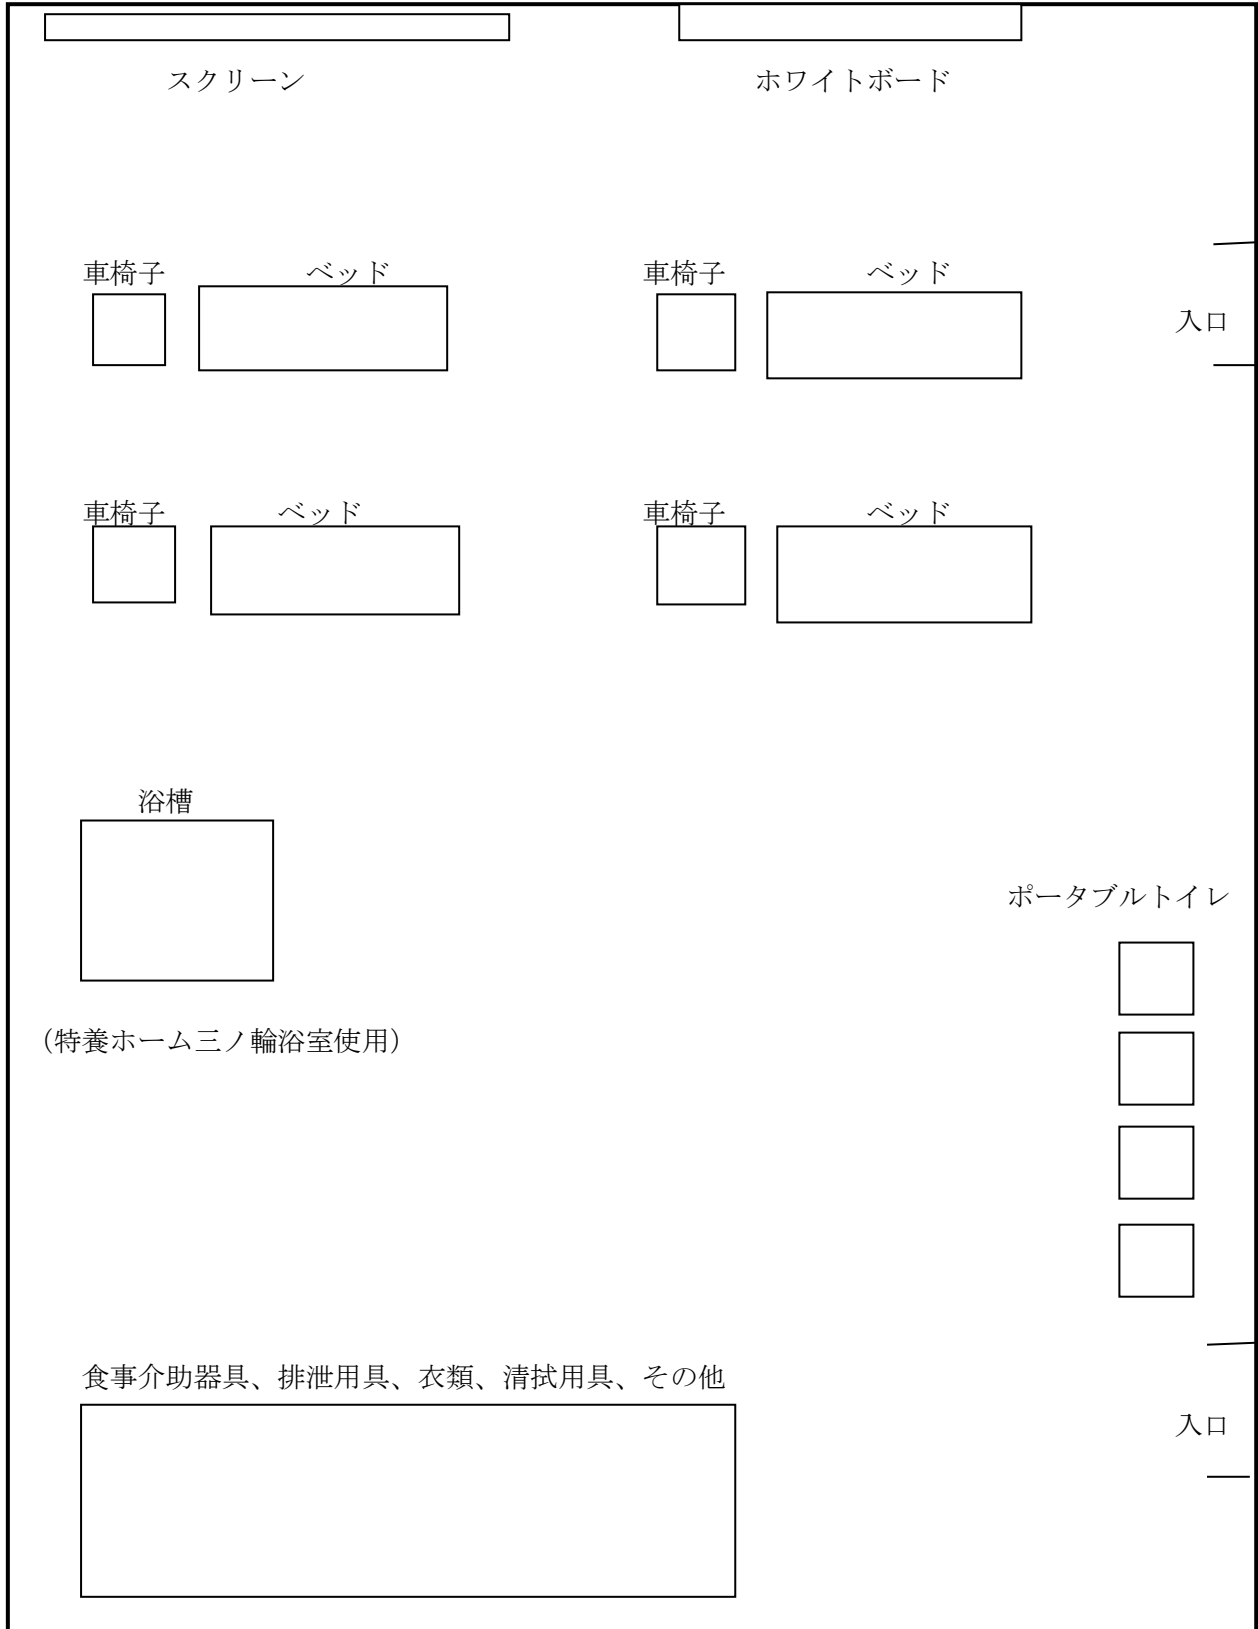 スクリーン
ホワイトボード
車椅子
ベッド
車椅子
ベッド
入口
車椅子
ベッド
車椅子
ベッド
浴槽
ポータブルトイレ
（特養ホーム三ノ輪浴室使用）
食事介助器具、排泄用具、衣類、清拭用具、その他
入口